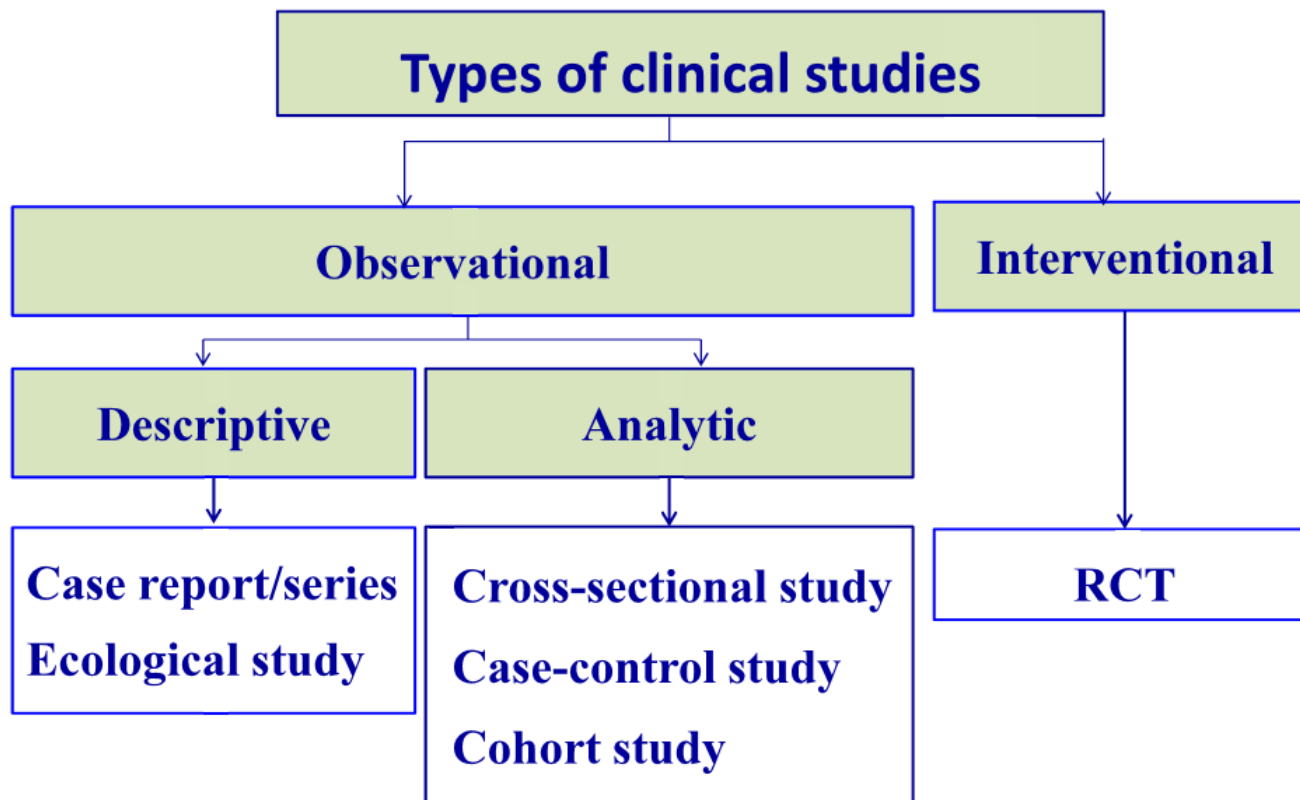 Types of clinical studies
Observational
Interventional
Descriptive
Analytic
Case report/series
Ecological study
Cross-sectional study
Case-control study
Cohort study
RCT